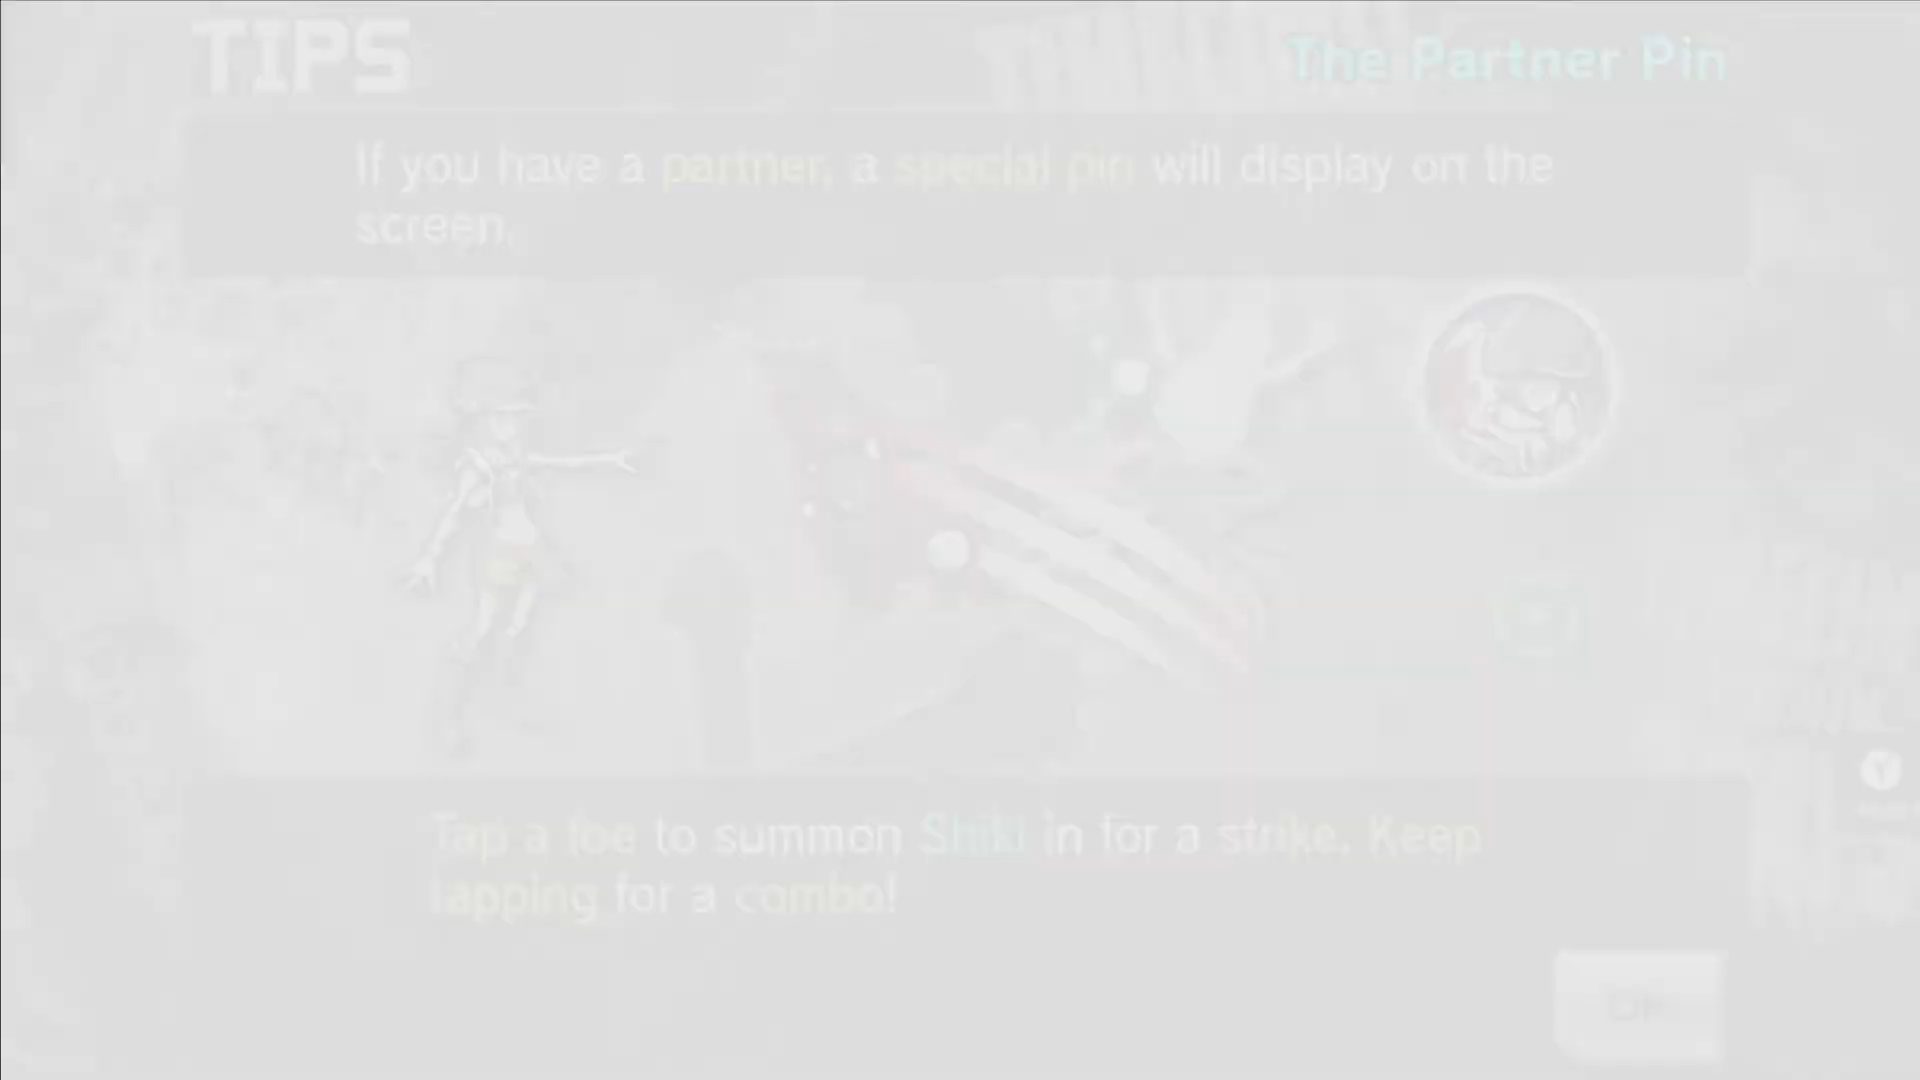 TIPS
The Partner Pin
If you have a partner, a special pin will display on the
screen.
Tap a foe to summon Shiki in for a strike. Keep
tapping for a combo!
OK
Y